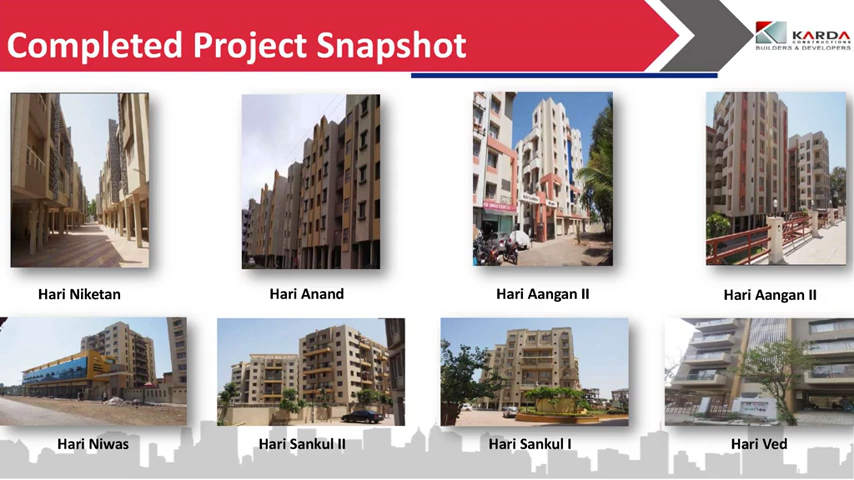 Completed Project Snapshot
KARDA
CONSTRUCTIONS
BUILDERS & DEVELOPERS
Hari Niketan
Hari Anand
Hari Aangan II
Hari Aangan II
Hari Niwas
Hari Sankul II
Hari Sankul I
Hari Ved